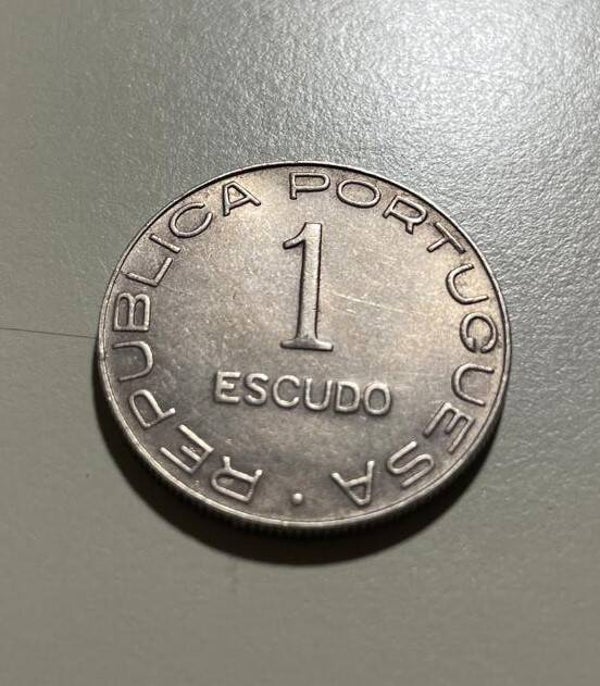 REPUBLICA PORTUGUESA ·
1
ESCUDO